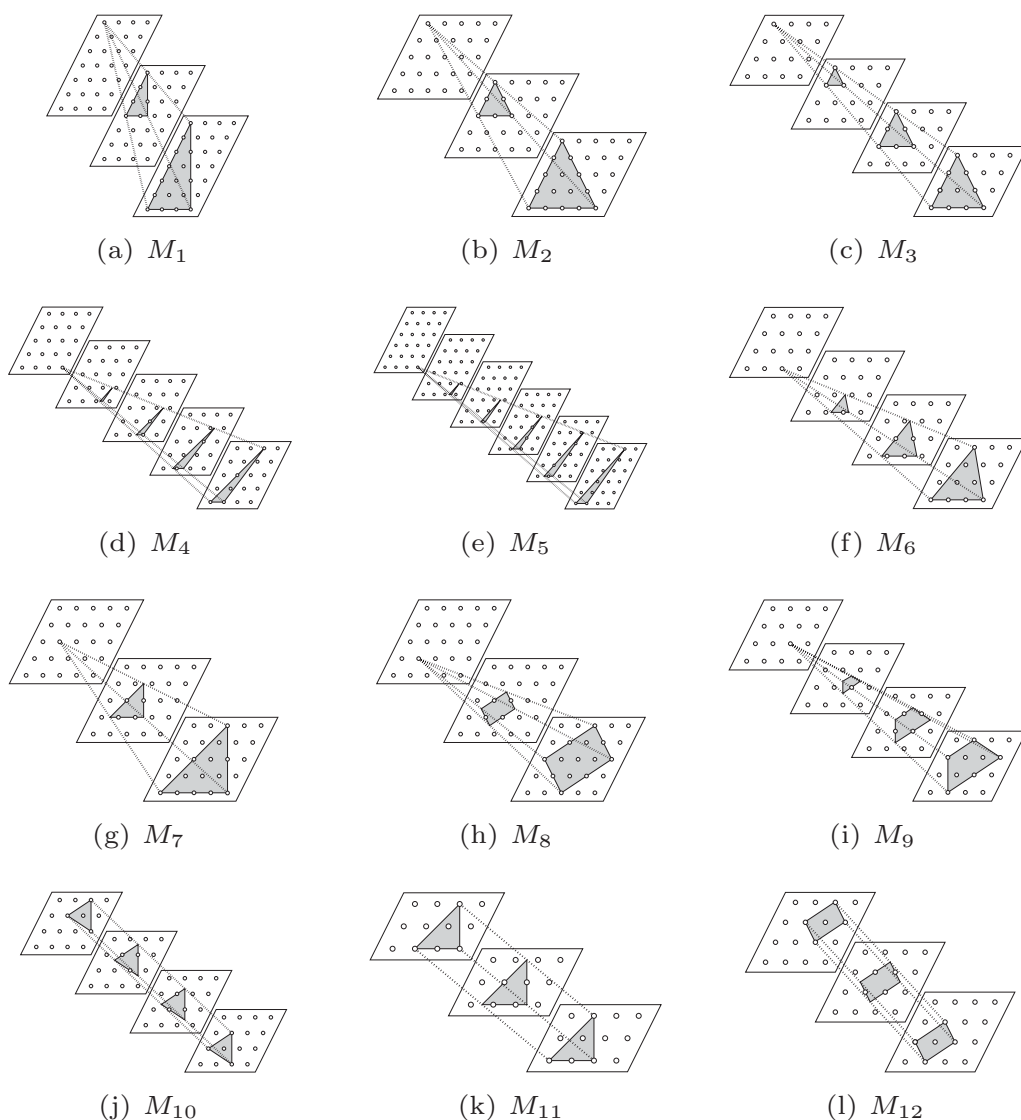 (a) M₁ (b) M₂ (c) M₃
(d) M₄ (e) M₅ (f) M₆
(g) M₇ (h) M₈ (i) M₉
(j) M₁₀ (k) M₁₁ (l) M₁₂